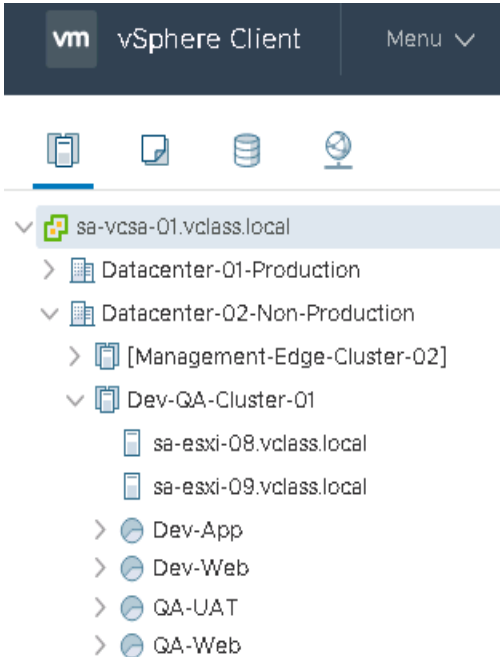 vm vSphere Client Menu
sa-vcsa-01.vclass.local
Datacenter-01-Production
Datacenter-02-Non-Production
[Management-Edge-Cluster-02]
Dev-QA-Cluster-01
sa-esxi-08.vclass.local
sa-esxi-09.vclass.local
Dev-App
Dev-Web
QA-UAT
QA-Web